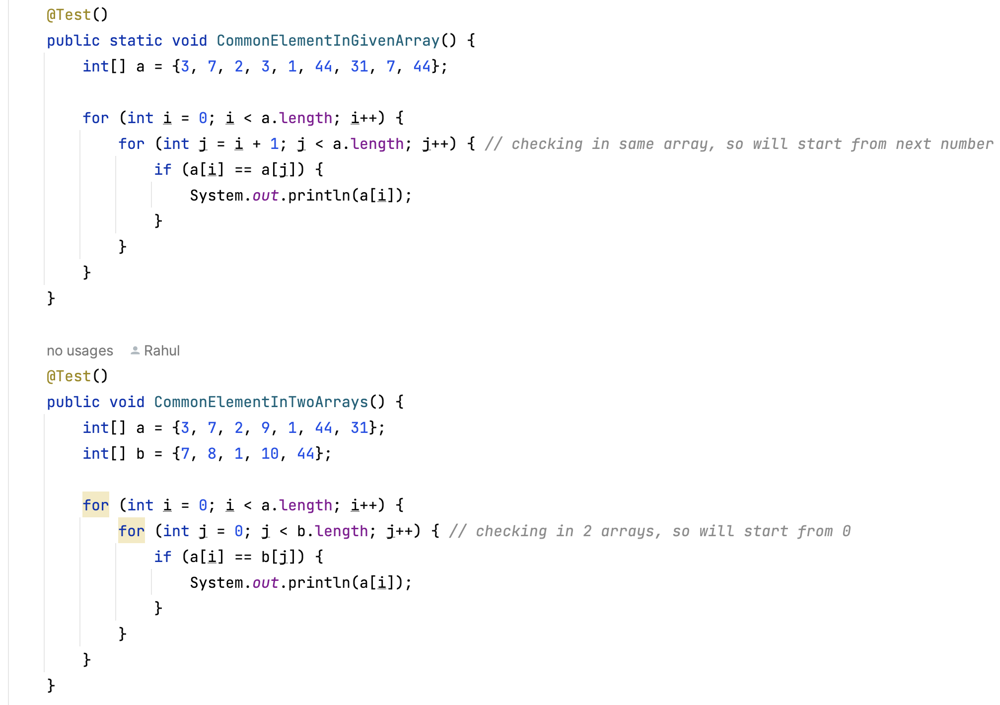 @Test()
public static void CommonElementInGivenArray() {
    int[] a = {3, 7, 2, 3, 1, 44, 31, 7, 44};

    for (int i = 0; i < a.length; i++) {
        for (int j = i + 1; j < a.length; j++) { // checking in same array, so will start from next number
            if (a[i] == a[j]) {
                System.out.println(a[i]);
            }
        }
    }
}

no usages Rahul
@Test()
public void CommonElementInTwoArrays() {
    int[] a = {3, 7, 2, 9, 1, 44, 31};
    int[] b = {7, 8, 1, 10, 44};

    for (int i = 0; i < a.length; i++) {
        for (int j = 0; j < b.length; j++) { // checking in 2 arrays, so will start from 0
            if (a[i] == b[j]) {
                System.out.println(a[i]);
            }
        }
    }
}